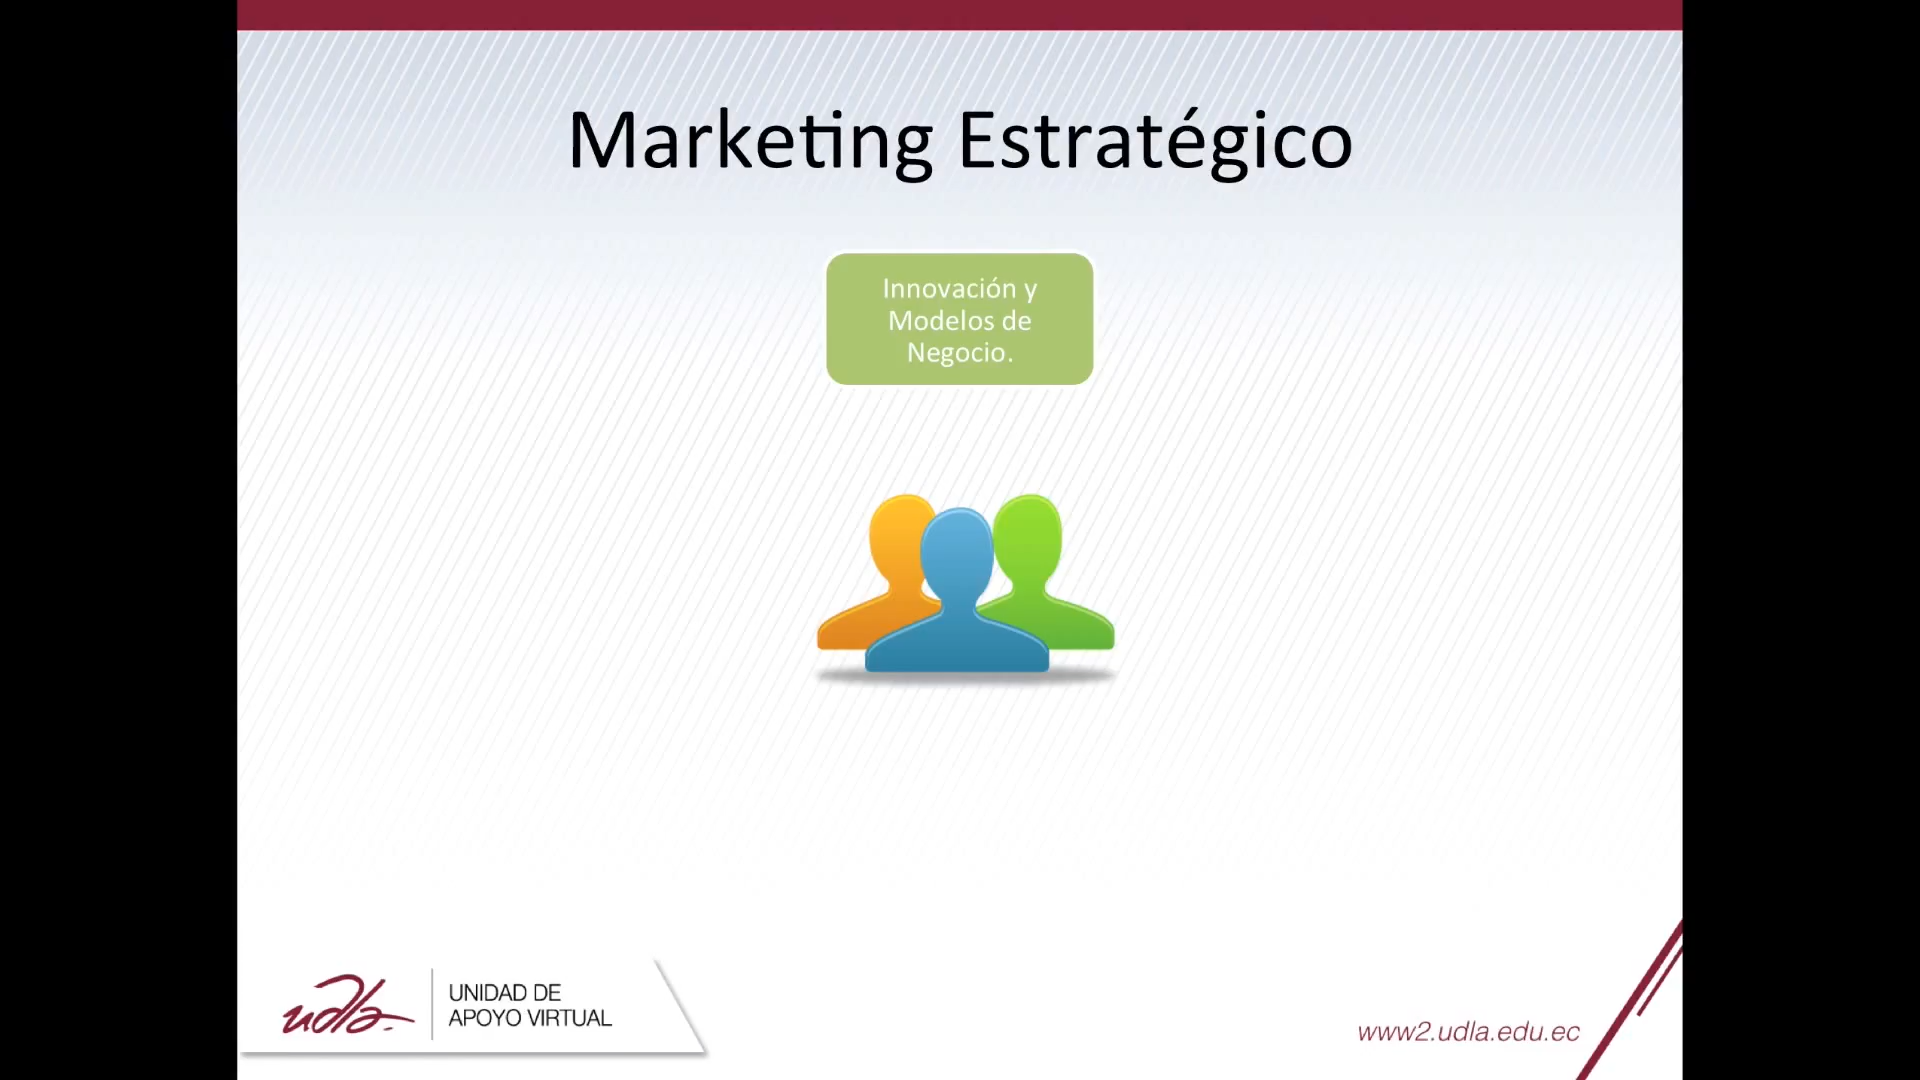 Marketing Estratégico
Innovación y
Modelos de
Negocio.
udla-
UNIDAD DE
APOYO VIRTUAL
www2.udla.edu.ec